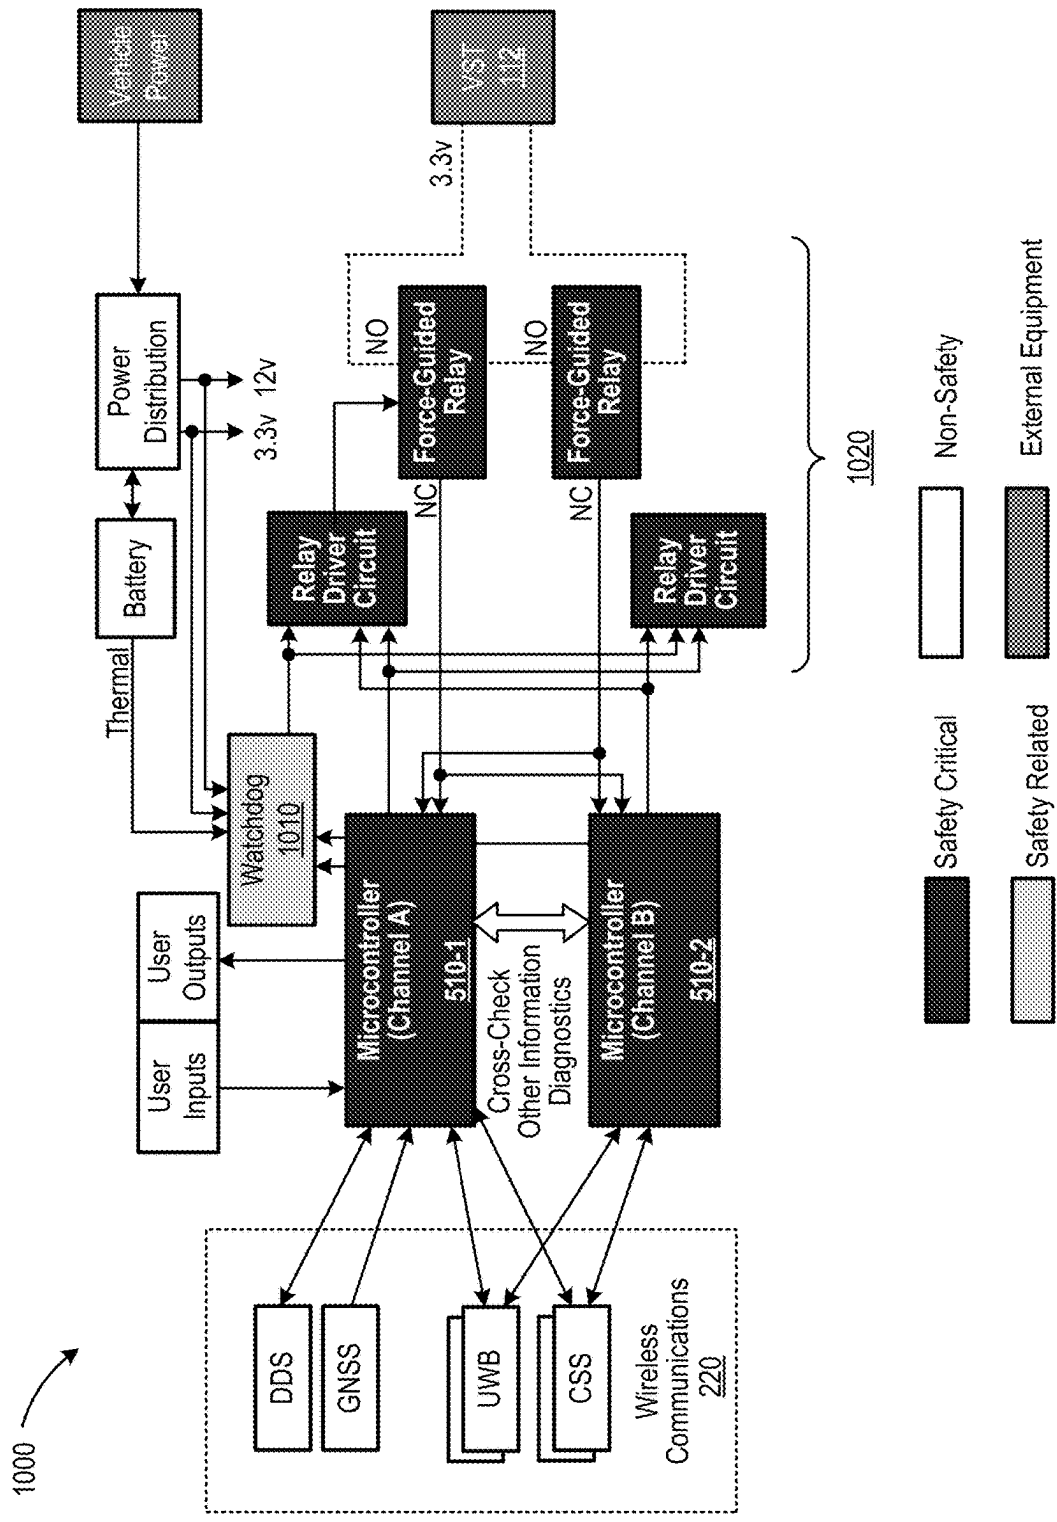 1000
DDS
GNSS
UWB
CSS
Wireless
Communications
220
User
Inputs
User
Outputs
Watchdog
1010
Thermal
Battery
Power
Distribution
3.3v
12v
Vehicle
Power
Microcontroller
(Channel A)
510-1
Cross-Check
Other Information
Diagnostics
Microcontroller
(Channel B)
510-2
Relay
Driver
Circuit
Relay
Driver
Circuit
NC
Force-Guided
Relay
NO
NC
Force-Guided
Relay
NO
3.3v
VST
112
1020
Safety Critical
Non-Safety
Safety Related
External Equipment